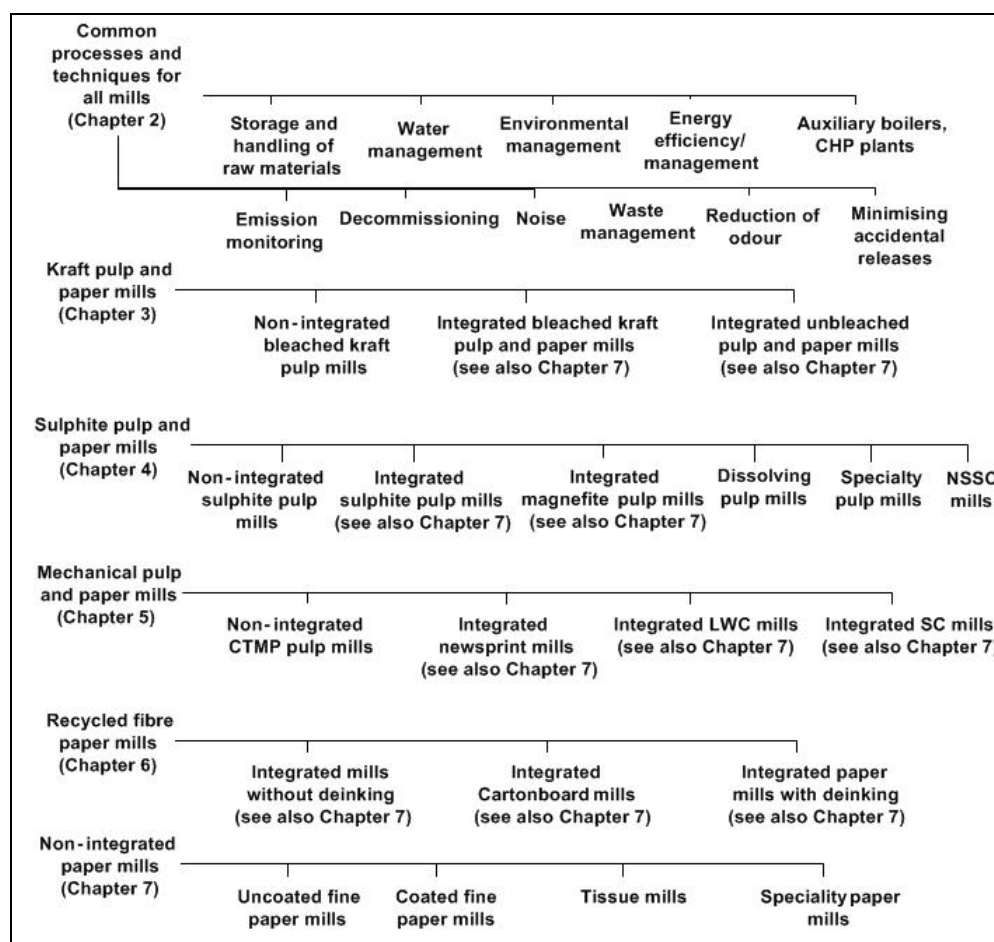 Common
processes and
techniques for
all mills
(Chapter 2)
Storage and
handling of
raw materials
Water
management
Environmental
management
Energy
efficiency/
management
Auxiliary boilers,
CHP plants
Emission
monitoring
Decommissioning
Noise
Waste
management
Reduction of
odour
Minimising
accidental
releases
Kraft pulp and
paper mills
(Chapter 3)
Non-integrated
bleached kraft
pulp mills
Integrated bleached kraft
pulp and paper mills
(see also Chapter 7)
Integrated unbleached
pulp and paper mills
(see also Chapter 7)
Sulphite pulp and
paper mills
(Chapter 4)
Non-integrated
sulphite pulp
mills
Integrated
sulphite pulp mills
(see also Chapter 7)
Integrated
magnefite pulp mills
(see also Chapter 7)
Dissolving
pulp mills
Specialty
pulp mills
NSSC
mills
Mechanical pulp
and paper mills
(Chapter 5)
Non-integrated
CTMP pulp mills
Integrated
newsprint mills
(see also Chapter 7)
Integrated LWC mills
(see also Chapter 7)
Integrated SC mills
(see also Chapter 7)
Recycled fibre
paper mills
(Chapter 6)
Integrated mills
without deinking
(see also Chapter 7)
Integrated
Cartonboard mills
(see also Chapter 7)
Integrated paper
mills with deinking
(see also Chapter 7)
Non-integrated
paper mills
(Chapter 7)
Uncoated fine
paper mills
Coated fine
paper mills
Tissue mills
Speciality paper
mills